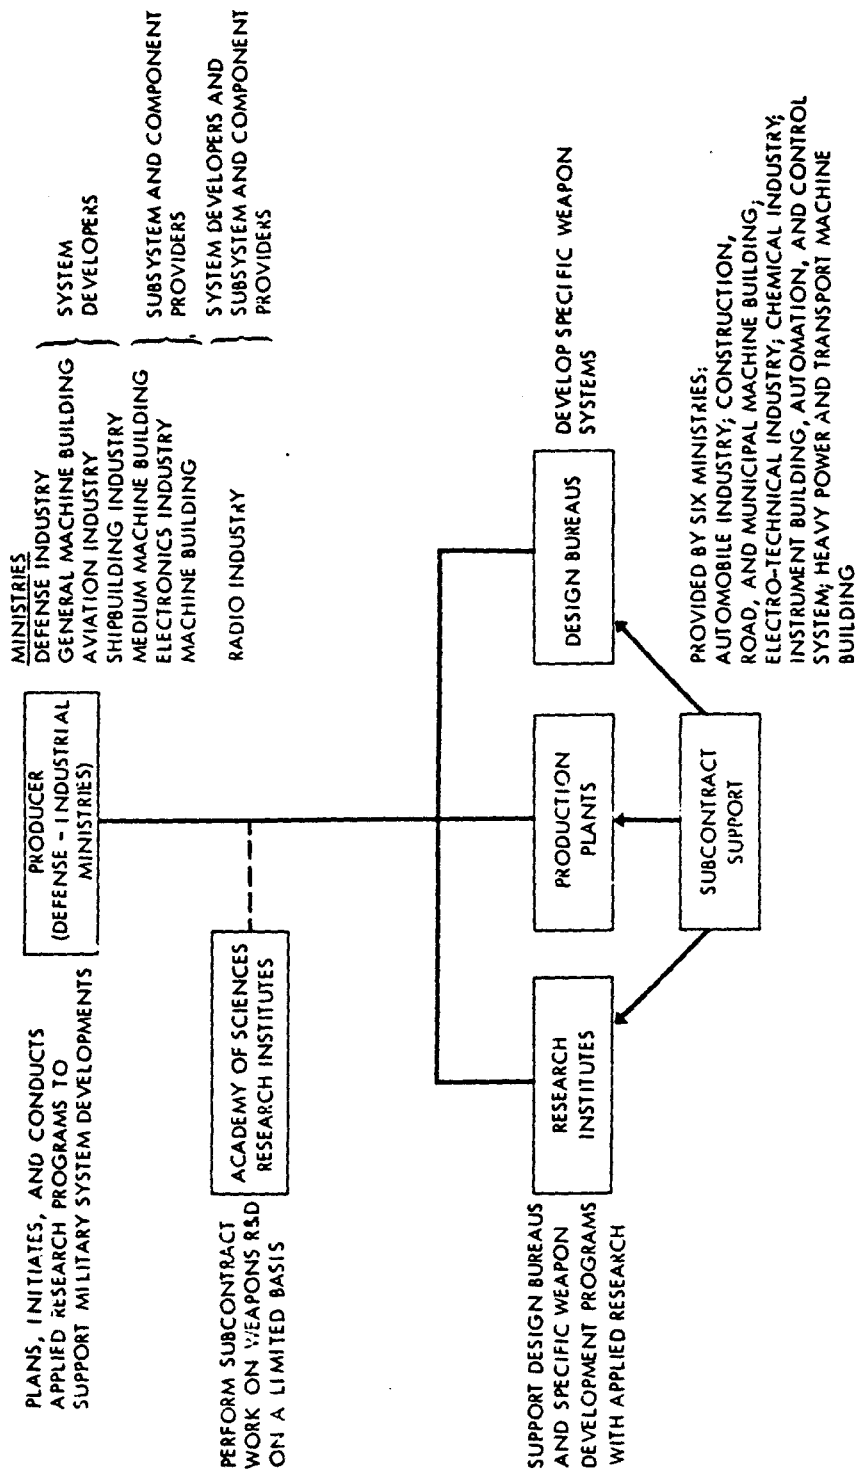 PLANS, INITIATES, AND CONDUCTS
APPLIED RESEARCH PROGRAMS TO
SUPPORT MILITARY SYSTEM DEVELOPMENTS
PRODUCER
(DEFENSE - INDUSTRIAL
MINISTRIES)
MINISTRIES
DEFENSE INDUSTRY
GENERAL MACHINE BUILDING
AVIATION INDUSTRY
SHIPBUILDING INDUSTRY
MEDIUM MACHINE BUILDING
ELECTRONICS INDUSTRY
MACHINE BUILDING
RADIO INDUSTRY
SYSTEM
DEVELOPERS
SUBSYSTEM AND COMPONENT
PROVIDERS
SYSTEM DEVELOPERS AND
SUBSYSTEM AND COMPONENT
PROVIDERS
PERFORM SUBCONTRACT
WORK ON WEAPONS R&D
ON A LIMITED BASIS
ACADEMY OF SCIENCES
RESEARCH INSTITUTES
SUPPORT DESIGN BUREAUS
AND SPECIFIC WEAPON
DEVELOPMENT PROGRAMS
WITH APPLIED RESEARCH
RESEARCH
INSTITUTES
PRODUCTION
PLANTS
DESIGN BUREAUS
DEVELOP SPECIFIC WEAPON
SYSTEMS
SUBCONTRACT
SUPPORT
PROVIDED BY SIX MINISTRIES:
AUTOMOBILE INDUSTRY; CONSTRUCTION,
ROAD, AND MUNICIPAL MACHINE BUILDING;
ELECTRO-TECHNICAL INDUSTRY; CHEMICAL INDUSTRY;
INSTRUMENT BUILDING, AUTOMATION, AND CONTROL
SYSTEM; HEAVY POWER AND TRANSPORT MACHINE
BUILDING